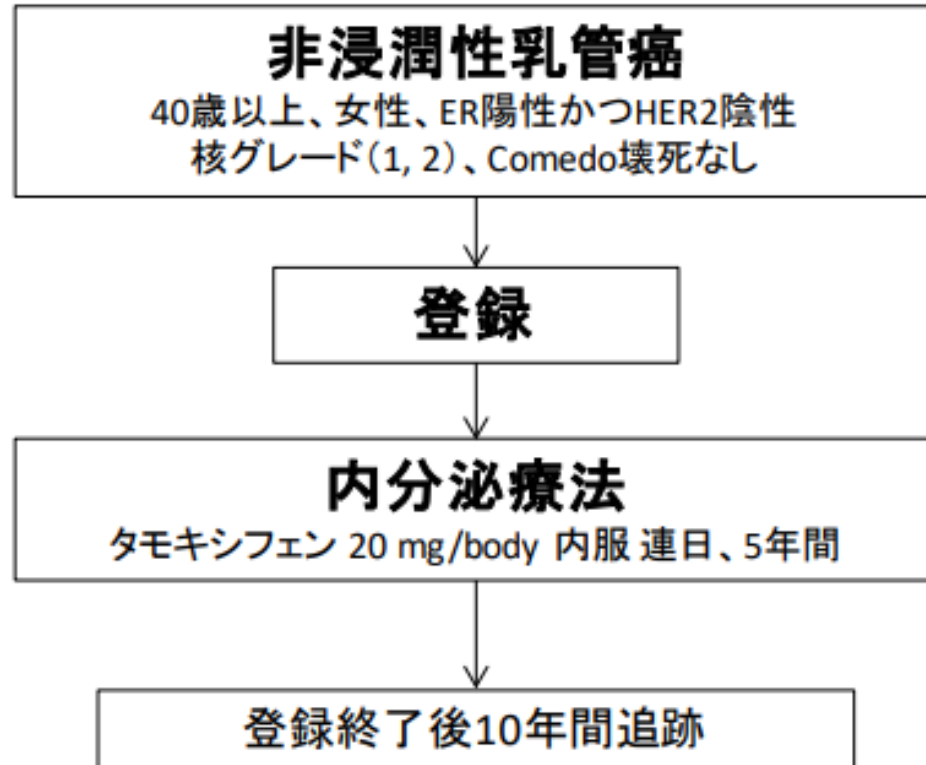 非浸潤性乳管癌
40歳以上、女性、ER陽性かつHER2陰性
核グレード(1, 2)、Comedo壊死なし
登録
内分泌療法
タモキシフェン 20 mg/body 内服 連日、5年間
登録終了後10年間追跡